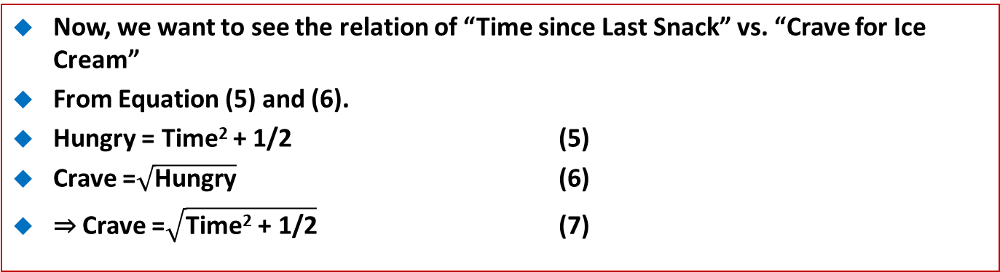 ◆ Now, we want to see the relation of “Time since Last Snack” vs. “Crave for Ice
Cream”
◆ From Equation (5) and (6).
◆ Hungry = Time² + 1/2 (5)
◆ Crave =√Hungry (6)
◆ ⇒ Crave =√Time² + 1/2 (7)